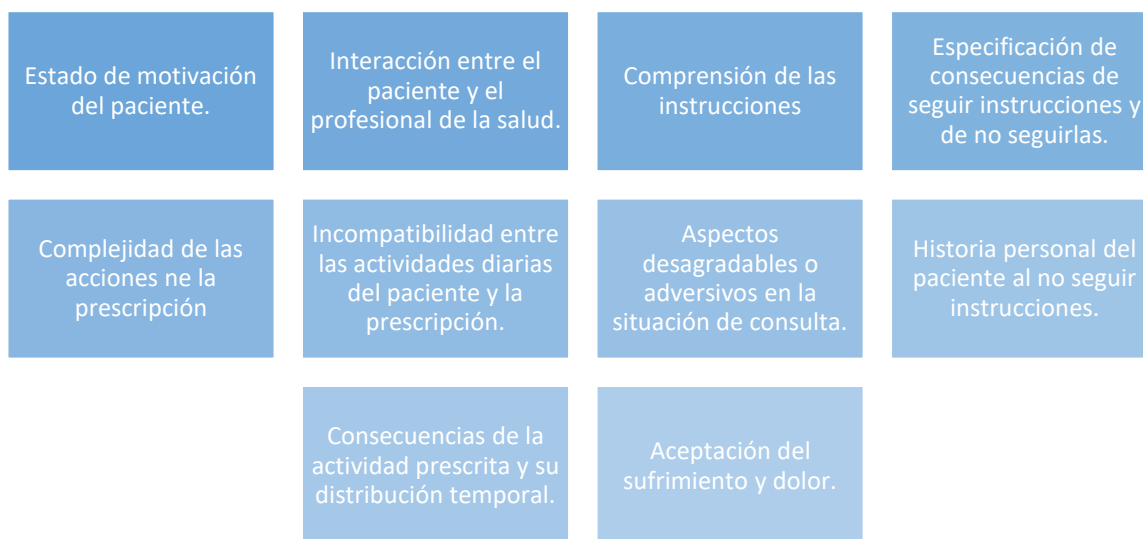 Estado de motivación
del paciente.
Interacción entre el
paciente y el
profesional de la salud.
Comprensión de las
instrucciones
Especificación de
consecuencias de
seguir instrucciones y
de no seguirlas.
Complejidad de las
acciones ne la
prescripción
Incompatibilidad entre
las actividades diarias
del paciente y la
prescripción.
Aspectos
desagradables o
adversivos en la
situación de consulta.
Historia personal del
paciente al no seguir
instrucciones.
Consecuencias de la
actividad prescrita y su
distribución temporal.
Aceptación del
sufrimiento y dolor.